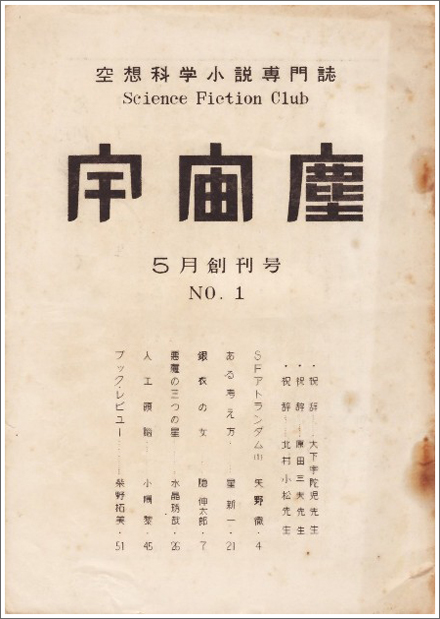 空想科学小説専門誌
Science Fiction Club
宇宙塵
5月創刊号
NO. 1
・祝辞……大下宇陀児先生
・祝辞……原田三夫先生
・祝辞……北村小松先生
SFアトランダム(1) 矢野徹・4
ある考え方……星新一・21
銀衣の女……隐伸太郎・7
悪魔の三つの星……水晶琇哉・26
人工頭脳……小隅黎・45
ブック・レビュー……柴野拓美・51